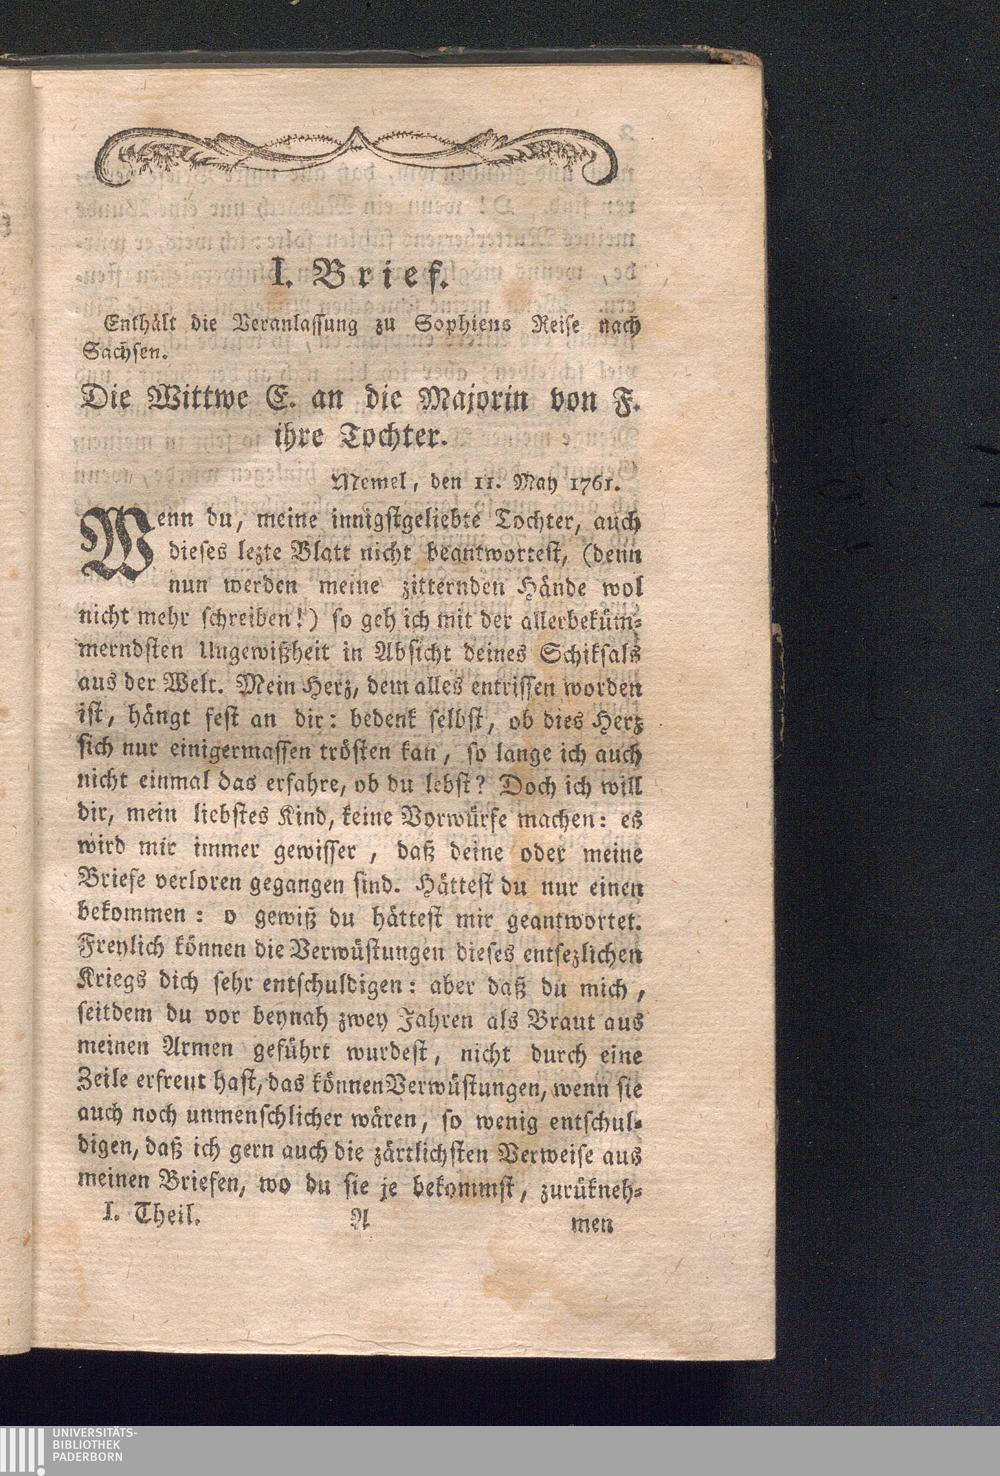 I. Brief.
Enthält die Veranlassung zu Sophiens Reise nach
Sachsen.
Die Wittwe E. an die Majorin von F.
ihre Tochter.
Memel, den 11. May 1761.
Wenn du, meine innigstgeliebte Tochter, auch
dieses lezte Blatt nicht beantwortest, (denn
nun werden meine zitternden Hände wol
nicht mehr schreiben!) so geh ich mit der allerbeküm-
merndsten Ungewißheit in Absicht deines Schiksals
aus der Welt. Mein Herz, dem alles entrissen worden
ist, hängt fest an dir: bedenk selbst, ob dies Herz
sich nur einigermassen trösten kan, so lange ich auch
nicht einmal das erfahre, ob du lebst? Doch ich will
dir, mein liebstes Kind, keine Vorwürfe machen: es
wird mir immer gewisser, daß deine oder meine
Briefe verloren gegangen sind. Hättest du nur einen
bekommen: o gewiß du hättest mir geantwortet.
Freylich können die Verwüstungen dieses entsezlichen
Kriegs dich sehr entschuldigen: aber daß du mich,
seitdem du vor beynah zwey Jahren als Braut aus
meinen Armen geführt wurdest, nicht durch eine
Zeile erfreut hast, das können Verwüstungen, wenn sie
auch noch unmenschlicher wären, so wenig entschul-
digen, daß ich gern auch die zärtlichsten Verweise aus
meinen Briefen, wo du sie je bekommst, zurükneh-
I. Theil. A men
UNIVERSITÄTS-
BIBLIOTHEK
PADERBORN